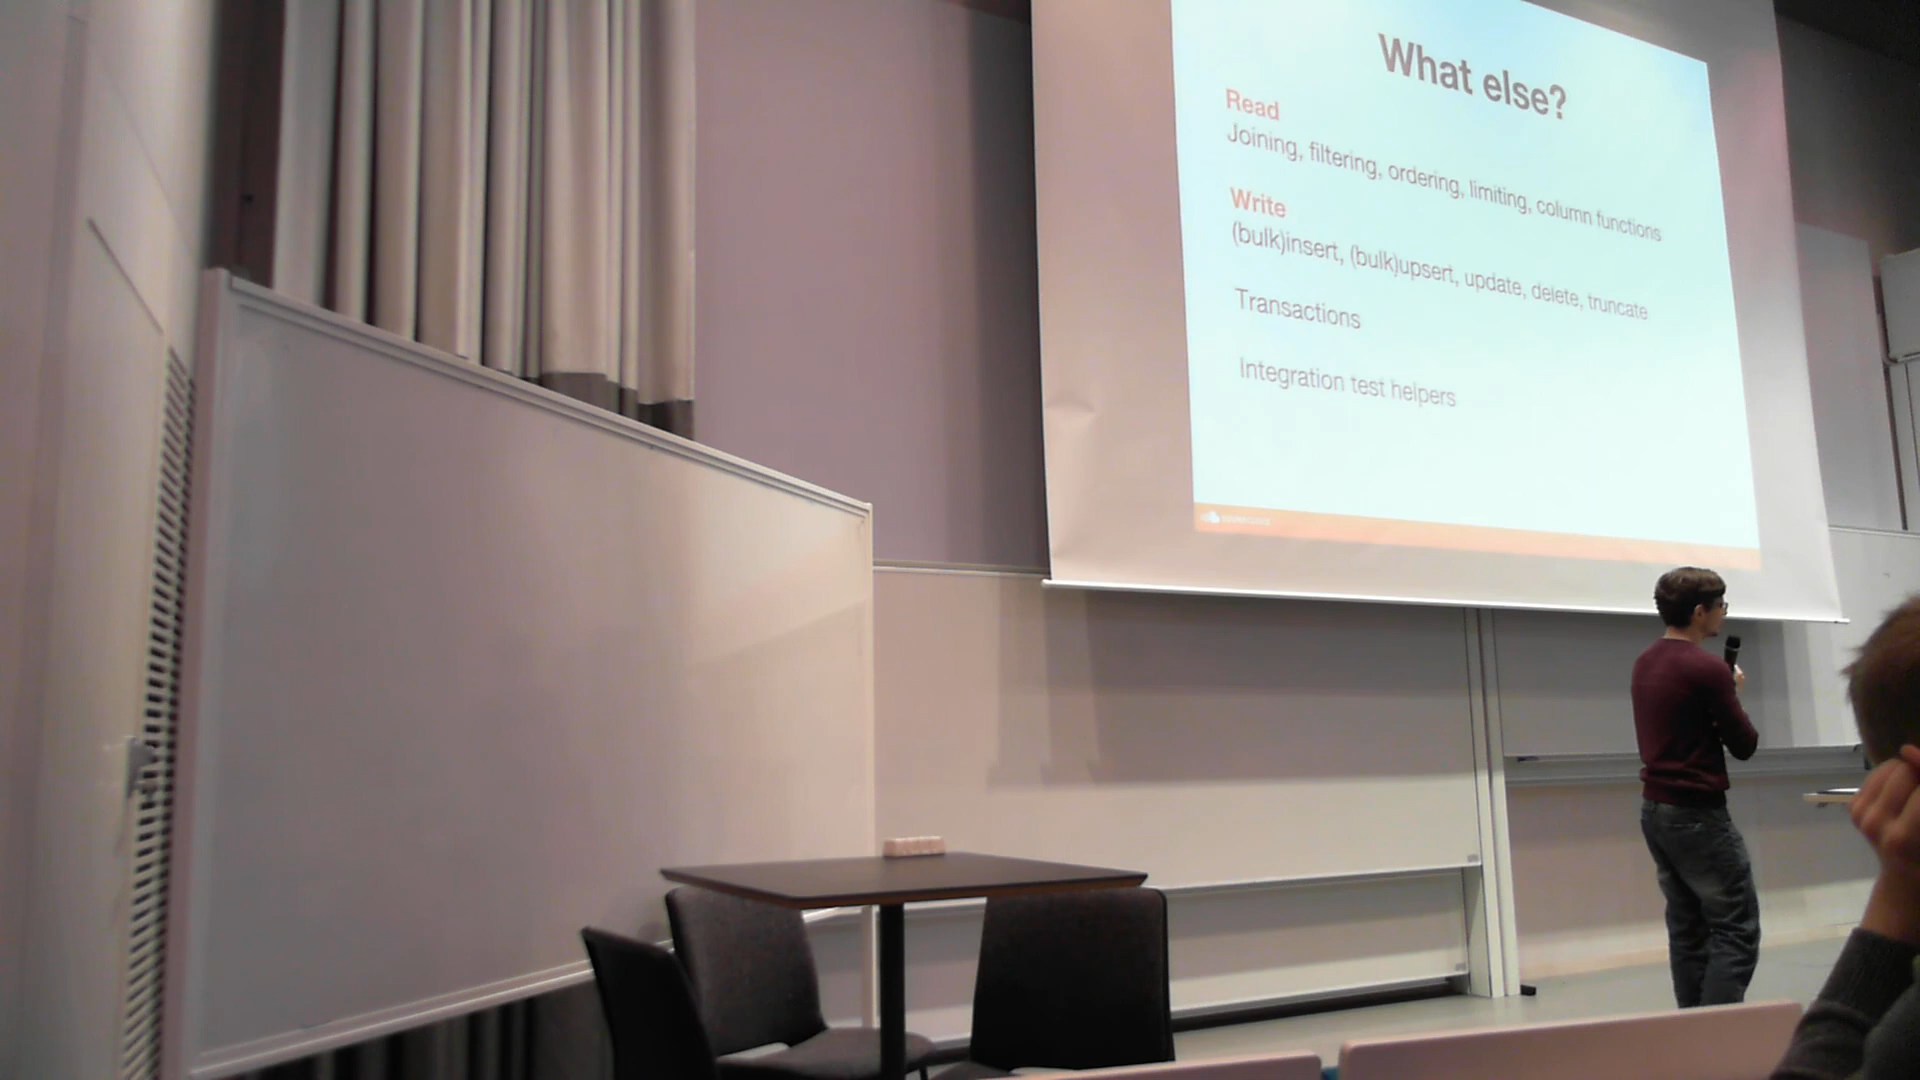 What else?
Read
Joining, filtering, ordering, limiting, column functions
Write
(bulk)insert, (bulk)upsert, update, delete, truncate
Transactions
Integration test helpers